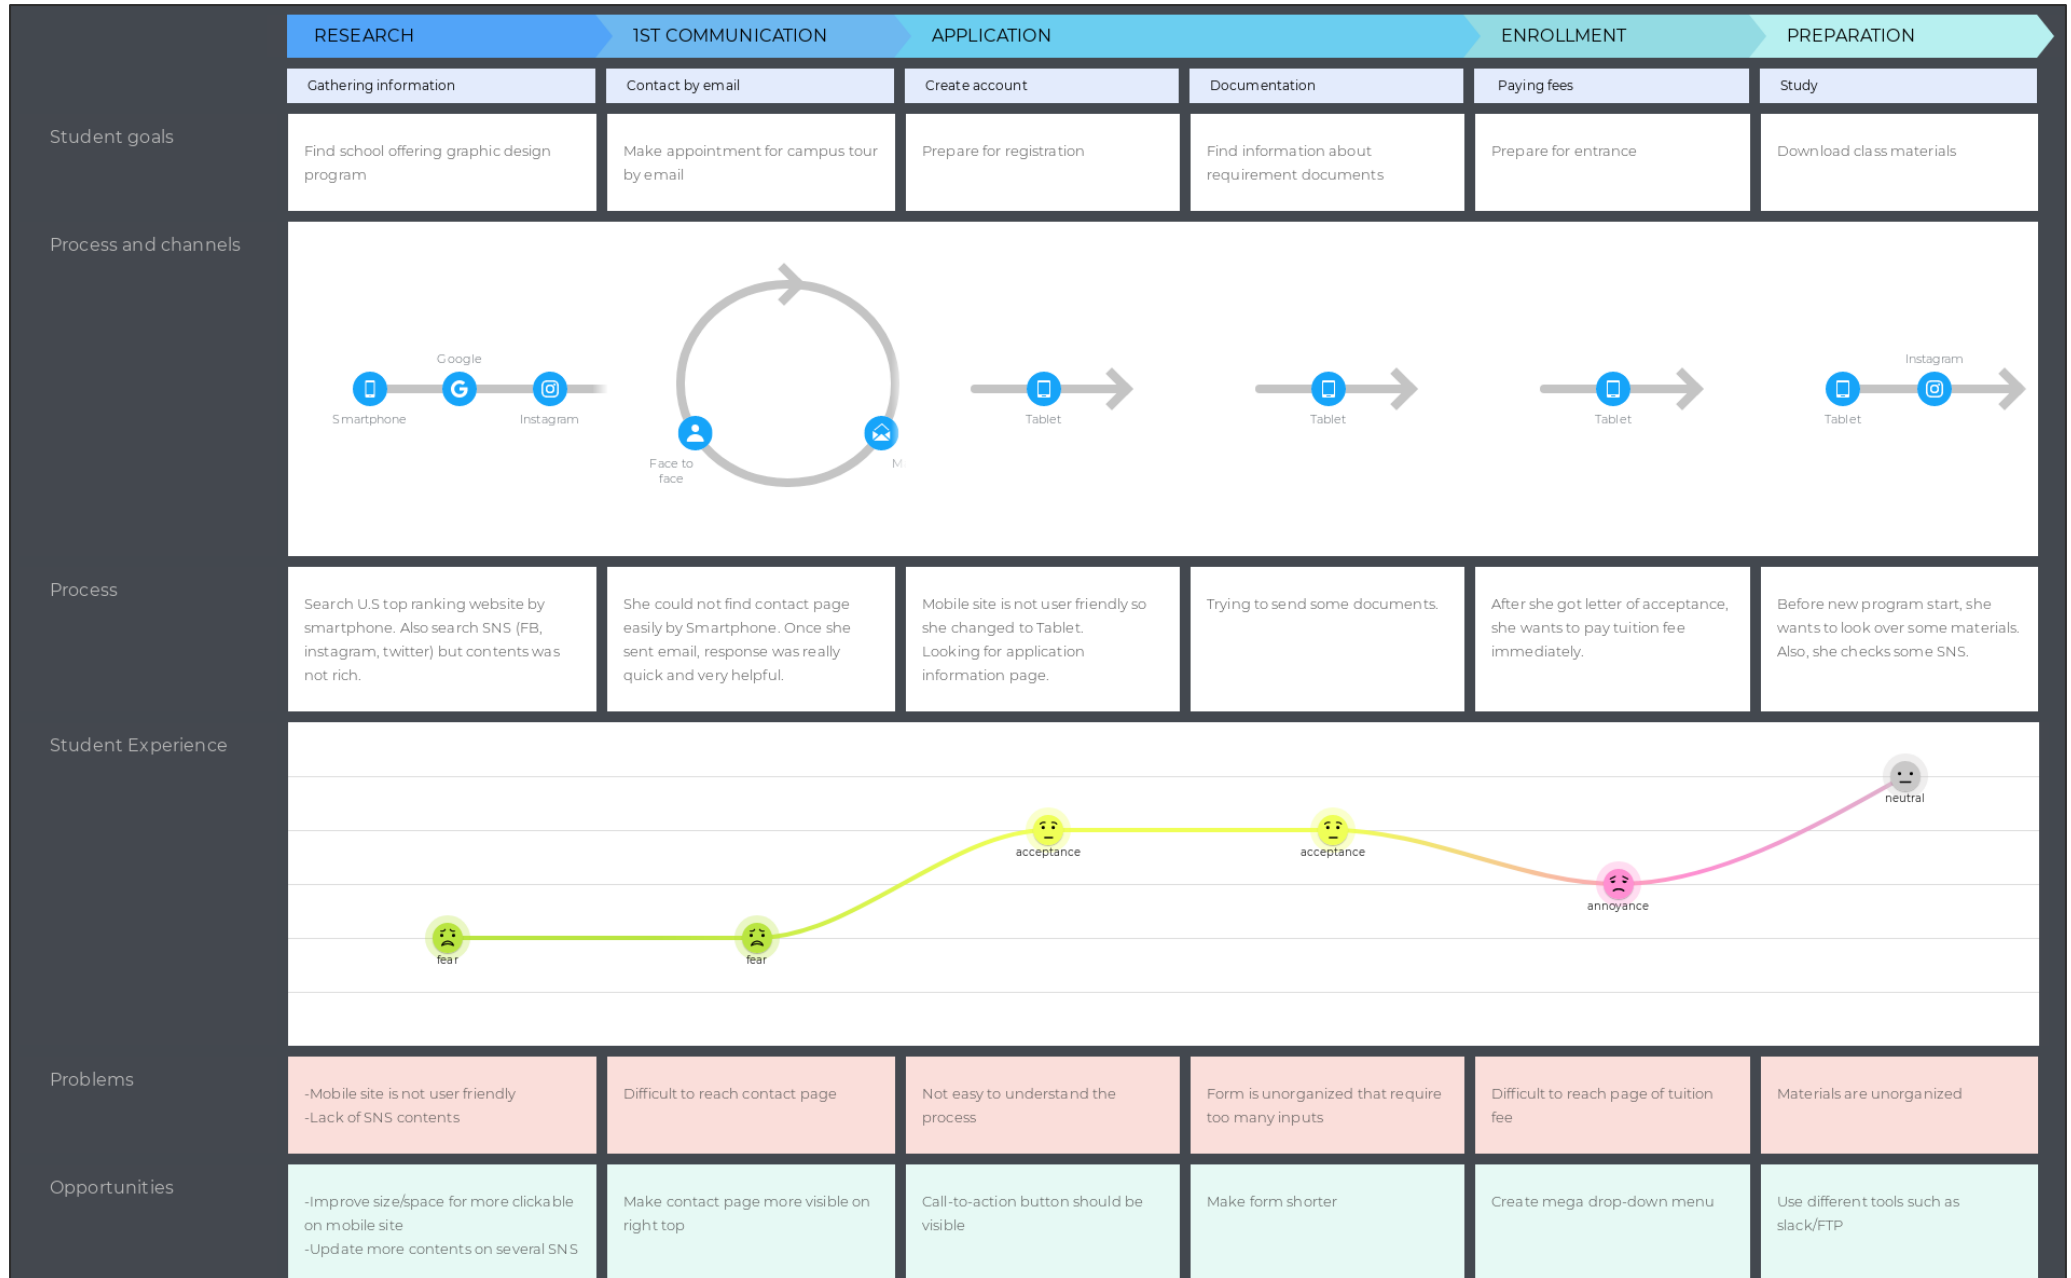 RESEARCH
1ST COMMUNICATION
APPLICATION
ENROLLMENT
PREPARATION
Gathering information
Contact by email
Create account
Documentation
Paying fees
Study
Student goals
Find school offering graphic design
program
Make appointment for campus tour
by email
Prepare for registration
Find information about
requirement documents
Prepare for entrance
Download class materials
Process and channels
Smartphone
Google
Instagram
Face to
face
Tablet
Tablet
Tablet
Tablet
Instagram
Process
Search U.S top ranking website by
smartphone. Also search SNS (FB,
instagram, twitter) but contents was
not rich.
She could not find contact page
easily by Smartphone. Once she
sent email, response was really
quick and very helpful.
Mobile site is not user friendly so
she changed to Tablet.
Looking for application
information page.
Trying to send some documents.
After she got letter of acceptance,
she wants to pay tuition fee
immediately.
Before new program start, she
wants to look over some materials.
Also, she checks some SNS.
Student Experience
fear
fear
acceptance
acceptance
annoyance
neutral
Problems
-Mobile site is not user friendly
-Lack of SNS contents
Difficult to reach contact page
Not easy to understand the
process
Form is unorganized that require
too many inputs
Difficult to reach page of tuition
fee
Materials are unorganized
Opportunities
-Improve size/space for more clickable
on mobile site
-Update more contents on several SNS
Make contact page more visible on
right top
Call-to-action button should be
visible
Make form shorter
Create mega drop-down menu
Use different tools such as
slack/FTP